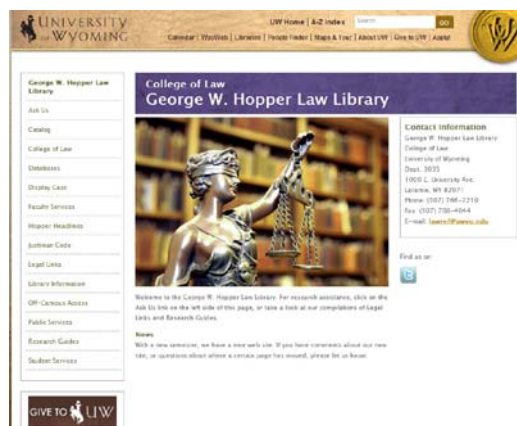 UNIVERSITY
OF WYOMING
UW Home | A-Z Index
Search
GO
Calendar | WyoWeb | Libraries | People Finder | Maps & Tour | About UW | Give to UW | Apply!
George W. Hopper Law
Library
Ask Us
Catalog
College of Law
Databases
Display Case
Faculty Services
Hopper Headlines
Justinian Code
Legal Links
Library Information
Off-Campus Access
Public Services
Research Guides
Student Services
GIVE TO UW
College of Law
George W. Hopper Law Library
Welcome to the George W. Hopper Law Library. For research assistance, click on the
Ask Us link on the left side of this page, or take a look at our compilations of Legal
Links and Research Guides.
News
With a new semester, we have a new web site. If you have comments about our new
site, or questions about where a certain page has moved, please let us know.
Contact Information
George W. Hopper Law Library
College of Law
University of Wyoming
Dept. 3035
1000 E. University Ave.
Laramie, WY 82071
Phone: (307) 766-2210
Fax: (307) 766-4044
Find us on: